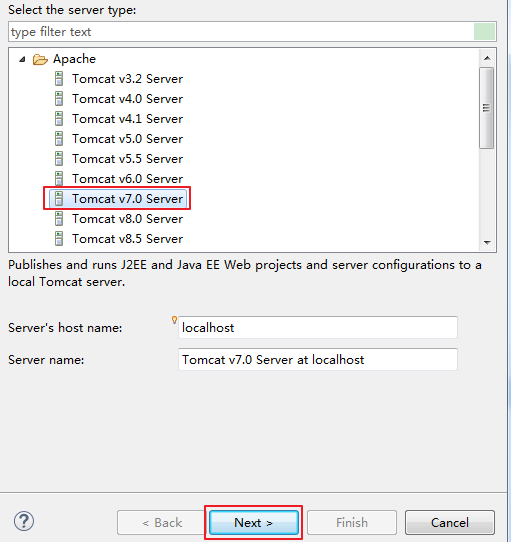 Select the server type:
type filter text
Apache
Tomcat v3.2 Server
Tomcat v4.0 Server
Tomcat v4.1 Server
Tomcat v5.0 Server
Tomcat v5.5 Server
Tomcat v6.0 Server
Tomcat v7.0 Server
Tomcat v8.0 Server
Tomcat v8.5 Server
Publishes and runs J2EE and Java EE Web projects and server configurations to a
local Tomcat server.
Server's host name: localhost
Server name: Tomcat v7.0 Server at localhost
? < Back Next > Finish Cancel